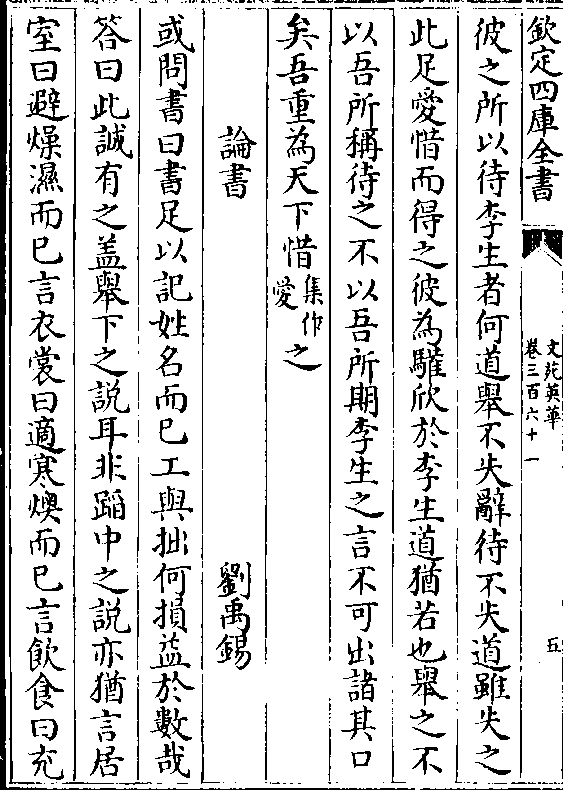 欽定四庫全書
文苑英華
卷三百六十一
五
彼之所以待李生者何道舉不失辭待不失道雖失之
此足愛惜而得之彼為驩欣於李生道猶若也舉之不
以吾所稱待之不以吾所期李生之言不可出諸其口
矣吾重為天下惜集作愛之
論書 劉禹錫
或問書曰書足以記姓名而已工與拙何損益於數哉
答曰此誠有之盖舉下之說耳非蹈中之說亦猶言居
室曰避燥濕而已言衣裳曰適寒燠而已言飲食曰充